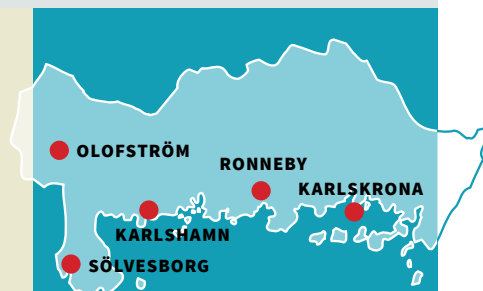 OLOFSTRÖM
RONNEBY
KARLSKRONA
KARLSHAMN
SÖLVESBORG